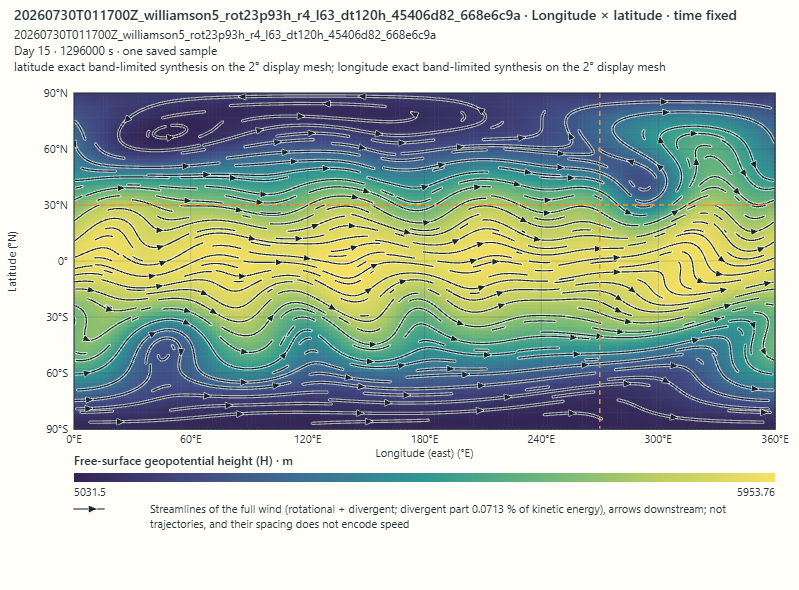 20260730T011700Z_williamson5_rot23p93h_r4_l63_dt120h_45406d82_668e6c9a · Longitude × latitude · time fixed
20260730T011700Z_williamson5_rot23p93h_r4_l63_dt120h_45406d82_668e6c9a
Day 15 · 1296000 s · one saved sample
latitude exact band-limited synthesis on the 2° display mesh; longitude exact band-limited synthesis on the 2° display mesh
90°N
60°N
30°N
0°
30°S
60°S
90°S
Latitude (°N)
0°E
60°E
120°E
180°E
240°E
300°E
360°E
Longitude (east) (°E)
Free-surface geopotential height (H) · m
5031.5
5953.76
Streamlines of the full wind (rotational + divergent; divergent part 0.0713 % of kinetic energy), arrows downstream; not
trajectories, and their spacing does not encode speed